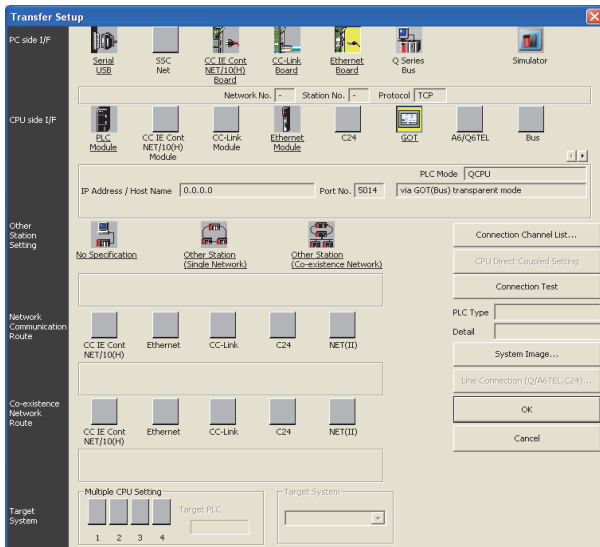 Transfer Setup
PC side I/F
Serial USB
SSC Net
CC IE Cont NET/10(H) Board
CC-Link Board
Ethernet Board
Q Series Bus
Simulator
Network No. - Station No. - Protocol TCP
CPU side I/F
PLC Module
CC IE Cont NET/10(H) Module
CC-Link Module
Ethernet Module
C24
GOT
A6/Q6TEL
Bus
PLC Mode QCPU
IP Address / Host Name 0.0.0.0 Port No. 5014 via GOT(Bus) transparent mode
Other Station Setting
No Specification
Other Station (Single Network)
Other Station (Co-existence Network)
Connection Channel List...
CPU Direct Coupled Setting
Connection Test
PLC Type
Detail
System Image...
Line Connection (Q/A6TEL,C24)...
OK
Cancel
Network Communication Route
CC IE Cont NET/10(H)
Ethernet
CC-Link
C24
NET(II)
Co-existence Network Route
CC IE Cont NET/10(H)
Ethernet
CC-Link
C24
NET(II)
Target System
Multiple CPU Setting
1 2 3 4
Target PLC
Target System